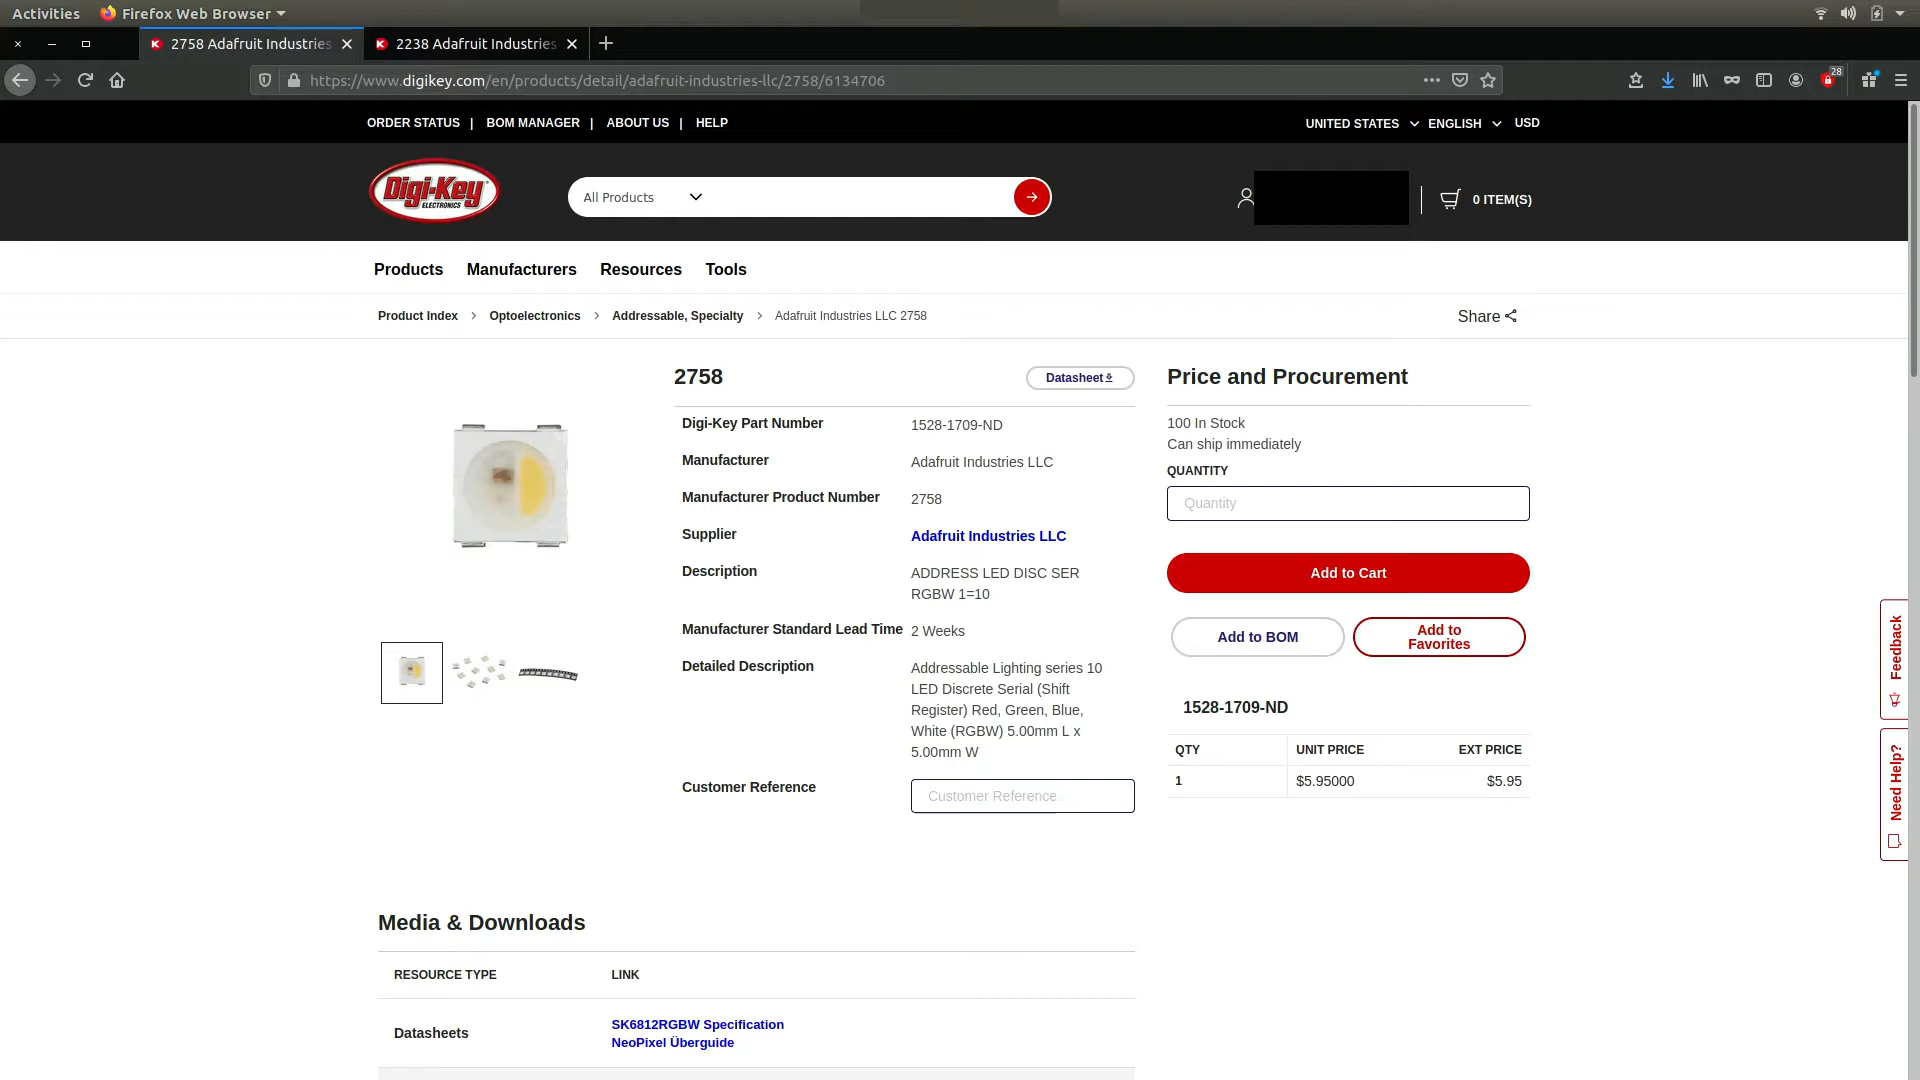 Activities
Firefox Web Browser
2758 Adafruit Industries
2238 Adafruit Industries
https://www.digikey.com/en/products/detail/adafruit-industries-llc/2758/6134706
28
ORDER STATUS | BOM MANAGER | ABOUT US | HELP
UNITED STATES ENGLISH USD
Digi-Key
ELECTRONICS
All Products
0 ITEM(S)
Products Manufacturers Resources Tools
Product Index > Optoelectronics > Addressable, Specialty > Adafruit Industries LLC 2758
Share
2758
Datasheet
Digi-Key Part Number 1528-1709-ND
Manufacturer Adafruit Industries LLC
Manufacturer Product Number 2758
Supplier Adafruit Industries LLC
Description ADDRESS LED DISC SER
RGBW 1=10
Manufacturer Standard Lead Time 2 Weeks
Detailed Description Addressable Lighting series 10
LED Discrete Serial (Shift
Register) Red, Green, Blue,
White (RGBW) 5.00mm L x
5.00mm W
Customer Reference Customer Reference
Price and Procurement
100 In Stock
Can ship immediately
QUANTITY
Quantity
Add to Cart
Add to BOM
Add to
Favorites
1528-1709-ND
QTY UNIT PRICE EXT PRICE
1 $5.95000 $5.95
Feedback
Need Help?
Media & Downloads
RESOURCE TYPE LINK
Datasheets
SK6812RGBW Specification
NeoPixel Überguide